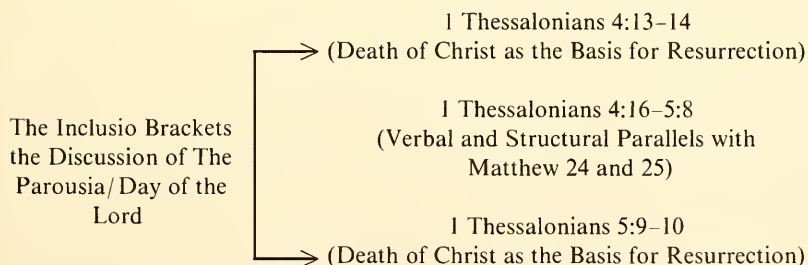 The Inclusio Brackets
the Discussion of The
Parousia/Day of the
Lord
1 Thessalonians 4:13–14
(Death of Christ as the Basis for Resurrection)
1 Thessalonians 4:16–5:8
(Verbal and Structural Parallels with
Matthew 24 and 25)
1 Thessalonians 5:9–10
(Death of Christ as the Basis for Resurrection)